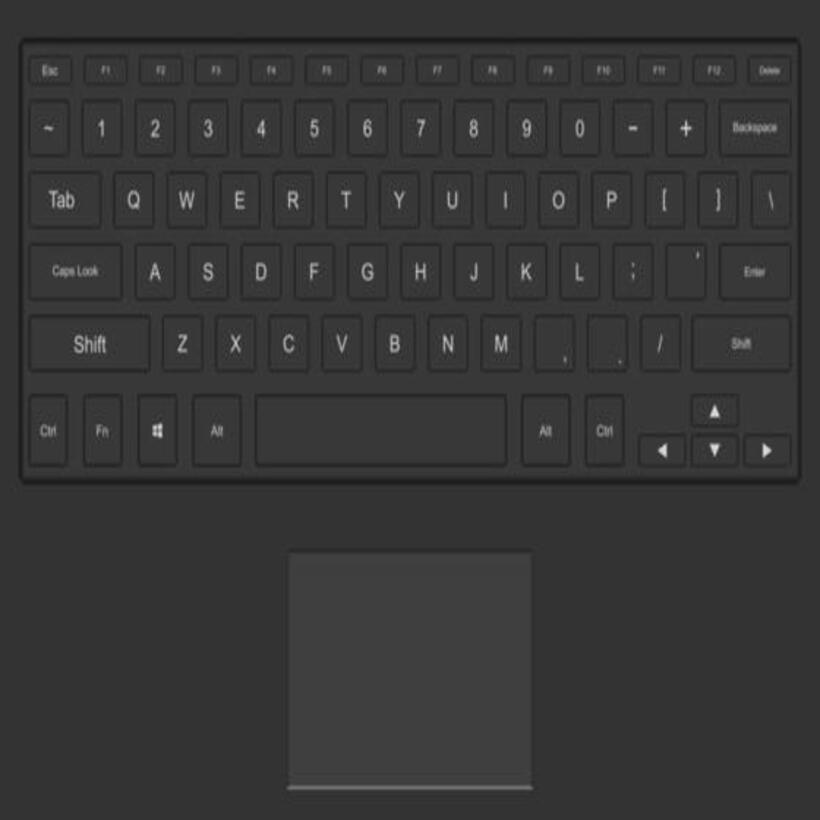 Esc F1 F2 F3 F4 F5 F6 F7 F8 F9 F10 F11 F12 Delete
~ 1 2 3 4 5 6 7 8 9 0 - + Backspace
Tab Q W E R T Y U I O P [ ] \
Caps Look A S D F G H J K L ; ' Enter
Shift Z X C V B N M , . / Shift
Ctrl Fn Alt Alt Ctrl ▲
◀ ▼ ▶